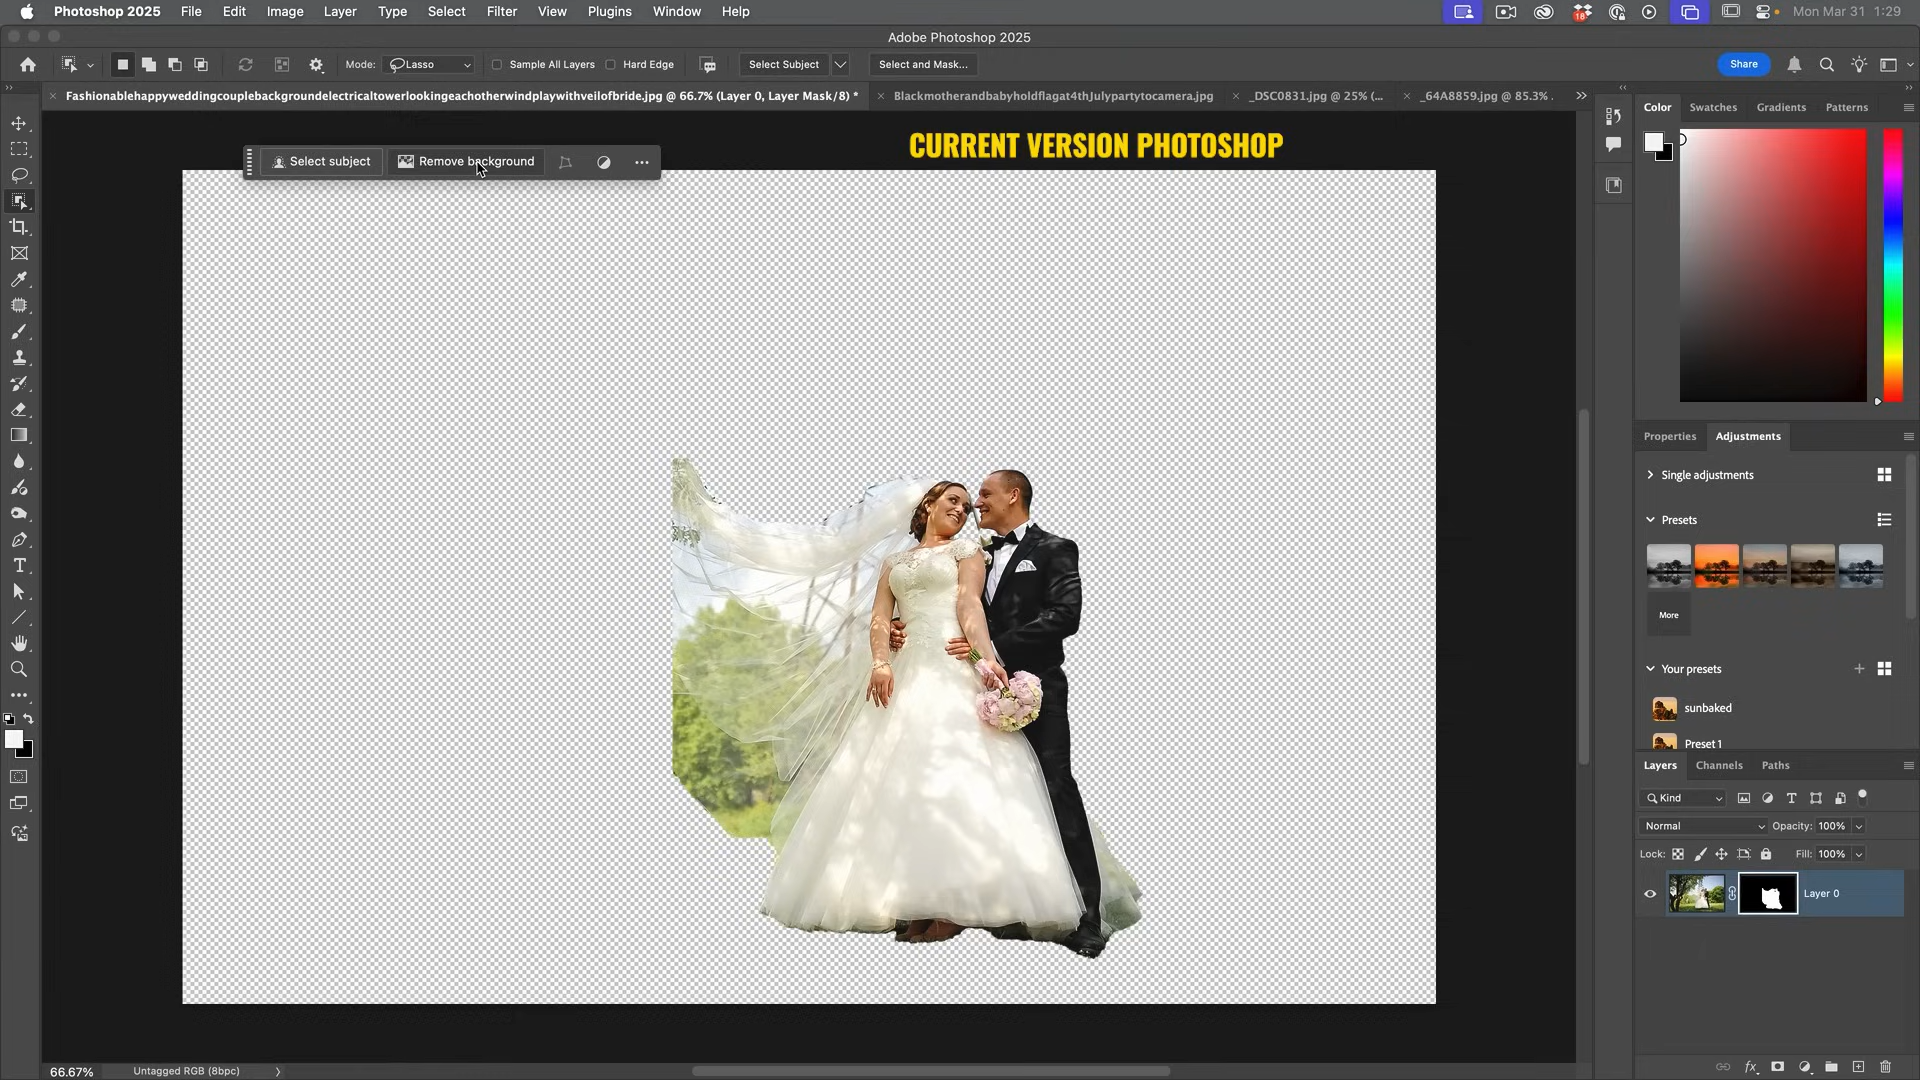 Photoshop 2025 File Edit Image Layer Type Select Filter View Plugins Window Help 18 Mon Mar 31 1:29
Adobe Photoshop 2025
Mode: Lasso Sample All Layers Hard Edge Select Subject Select and Mask... Share
Fashionablehappyweddingcouplebackgroundelectricaltowerlookingeachotherwindplaywithveilofbride.jpg @ 66.7% (Layer 0, Layer Mask/8) * Blackmotherandbabyholdflagat4thJulypartytocamera.jpg _DSC0831.jpg @ 25% (... _64A8859.jpg @ 85.3% .
Color Swatches Gradients Patterns
CURRENT VERSION PHOTOSHOP
Select subject Remove background
Properties Adjustments
Single adjustments
Presets
More
Your presets
sunbaked
Preset 1
Layers Channels Paths
Kind
Normal Opacity: 100%
Lock: Fill: 100%
Layer 0
66.67% Untagged RGB (8bpc)
fx